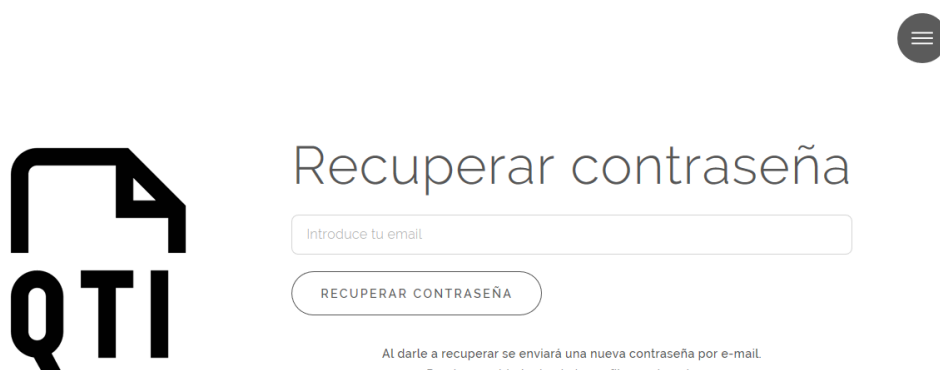 Recuperar contraseña
Introduce tu email
RECUPERAR CONTRASEÑA
QTI
Al darle a recuperar se enviará una nueva contraseña por e-mail.